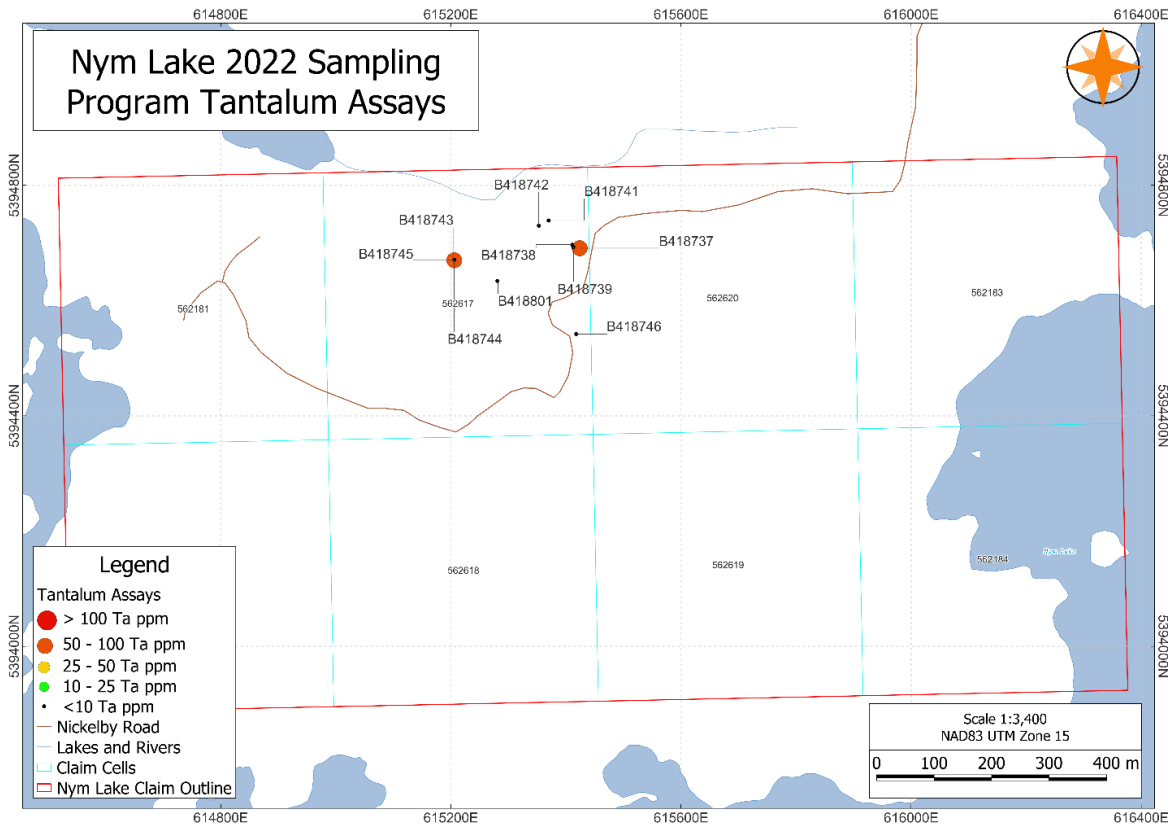 614800E
615200E
615600E
616000E
616400E
Nym Lake 2022 Sampling
Program Tantalum Assays
5394800N
5394800N
B418742
B418741
B418743
B418745
B418738
B418737
B418739
B418801
B418746
B418744
562181
562617
562620
562183
5394400N
5394400N
562618
562619
562184
Nym Lake
Legend
Tantalum Assays
> 100 Ta ppm
50 - 100 Ta ppm
25 - 50 Ta ppm
10 - 25 Ta ppm
<10 Ta ppm
Nickelby Road
Lakes and Rivers
Claim Cells
Nym Lake Claim Outline
5394000N
5394000N
Scale 1:3,400
NAD83 UTM Zone 15
0 100 200 300 400 m
614800E
615200E
615600E
616000E
616400E